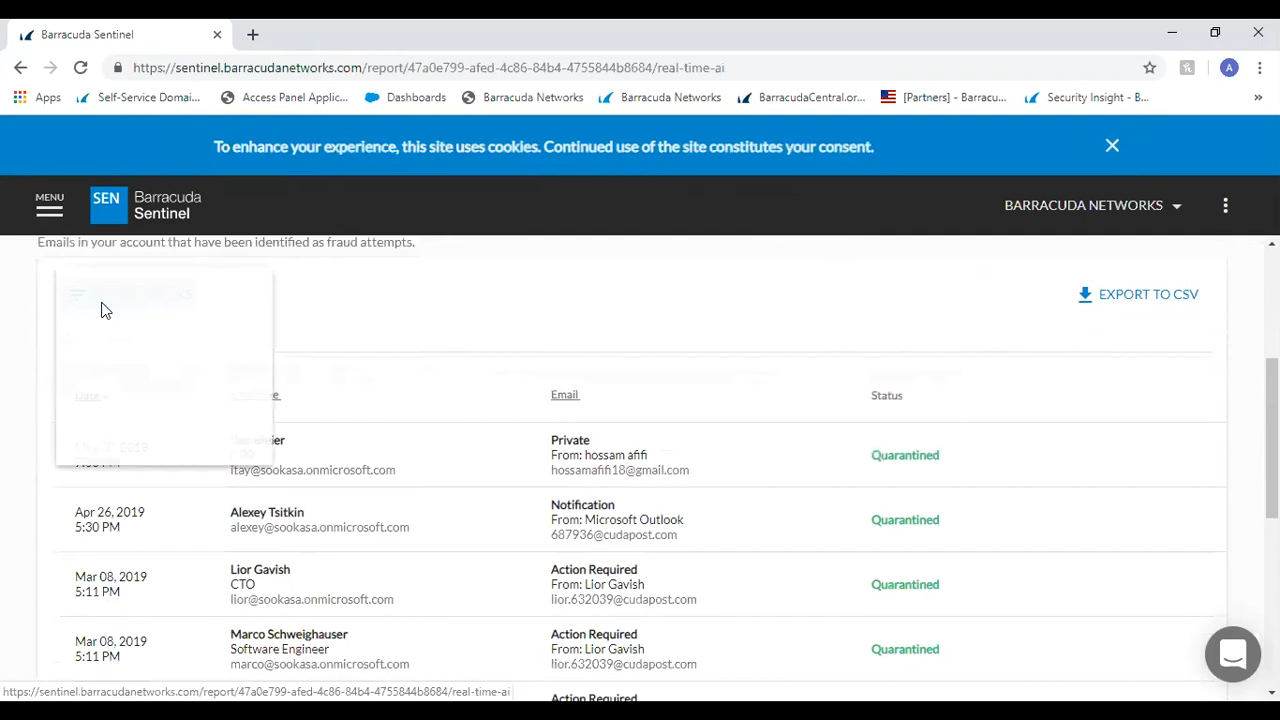 Barracuda Sentinel
https://sentinel.barracudanetworks.com/report/47a0e799-afed-4c86-84b4-4755844b8684/real-time-ai
A
Apps Self-Service Domai... Access Panel Applic... Dashboards Barracuda Networks Barracuda Networks BarracudaCentral.or... [Partners] – Barracu... Security Insight - B... »
To enhance your experience, this site uses cookies. Continued use of the site constitutes your consent.
MENU SEN Barracuda Sentinel BARRACUDA NETWORKS
Emails in your account that have been identified as fraud attempts.
EXPORT TO CSV
Date Email Status
Private
From: hossam afifi Quarantined
itay@sookasa.onmicrosoft.com hossamafifi18@gmail.com
Apr 26, 2019 Alexey Tsitkin Notification
5:30 PM alexey@sookasa.onmicrosoft.com From: Microsoft Outlook Quarantined
687936@cudapost.com
Mar 08, 2019 Lior Gavish Action Required
5:11 PM CTO From: Lior Gavish Quarantined
lior@sookasa.onmicrosoft.com lior.632039@cudapost.com
Mar 08, 2019 Marco Schweighauser Action Required
5:11 PM Software Engineer From: Lior Gavish Quarantined
marco@sookasa.onmicrosoft.com lior.632039@cudapost.com
Action Required
https://sentinel.barracudanetworks.com/report/47a0e799-afed-4c86-84b4-4755844b8684/real-time-ai